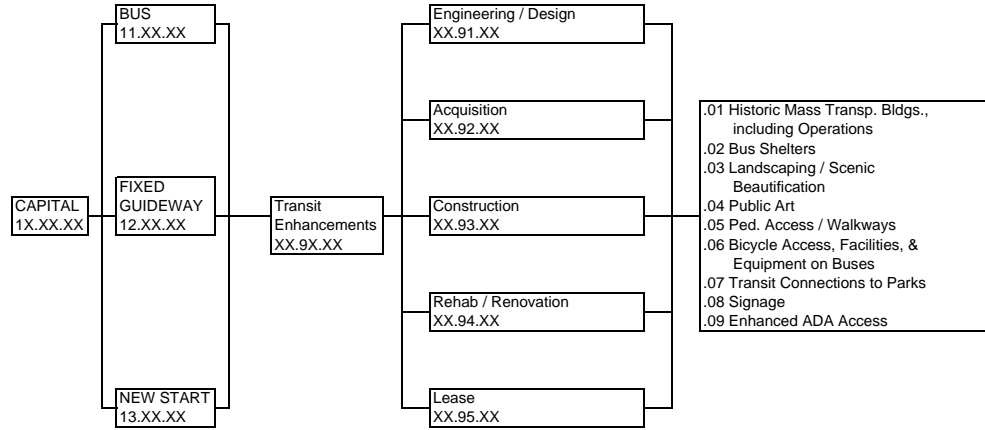 CAPITAL
1X.XX.XX
BUS
11.XX.XX
FIXED
GUIDEWAY
12.XX.XX
NEW START
13.XX.XX
Transit
Enhancements
XX.9X.XX
Engineering / Design
XX.91.XX
Acquisition
XX.92.XX
Construction
XX.93.XX
Rehab / Renovation
XX.94.XX
Lease
XX.95.XX
.01 Historic Mass Transp. Bldgs.,
including Operations
.02 Bus Shelters
.03 Landscaping / Scenic
Beautification
.04 Public Art
.05 Ped. Access / Walkways
.06 Bicycle Access, Facilities, &
Equipment on Buses
.07 Transit Connections to Parks
.08 Signage
.09 Enhanced ADA Access